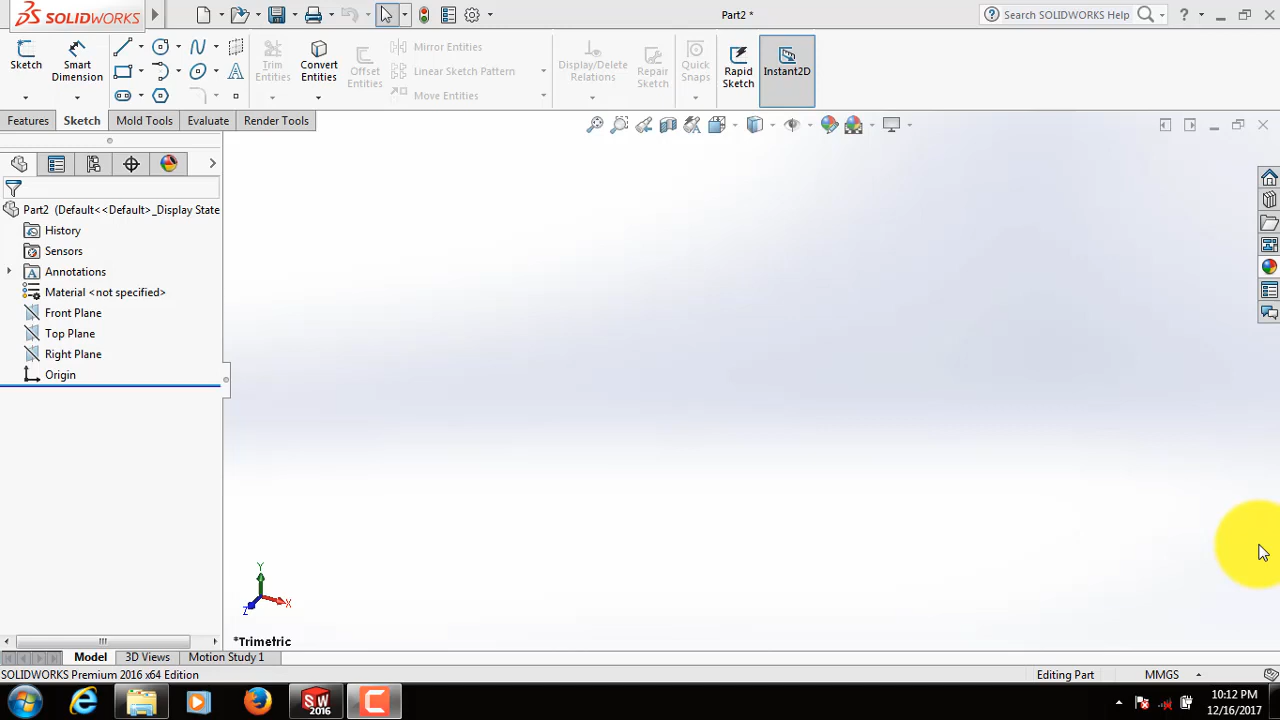 SOLIDWORKS
Part2 *
Search SOLIDWORKS Help
?
Sketch
Smart Dimension
Trim Entities
Convert Entities
Offset Entities
Mirror Entities
Linear Sketch Pattern
Move Entities
Display/Delete Relations
Repair Sketch
Quick Snaps
Rapid Sketch
Instant2D
Features
Sketch
Mold Tools
Evaluate
Render Tools
Part2 (Default<<Default>_Display State
History
Sensors
Annotations
Material <not specified>
Front Plane
Top Plane
Right Plane
Origin
Y
X
Z
*Trimetric
Model
3D Views
Motion Study 1
SOLIDWORKS Premium 2016 x64 Edition
Editing Part
MMGS
SW
2016
10:12 PM
12/16/2017